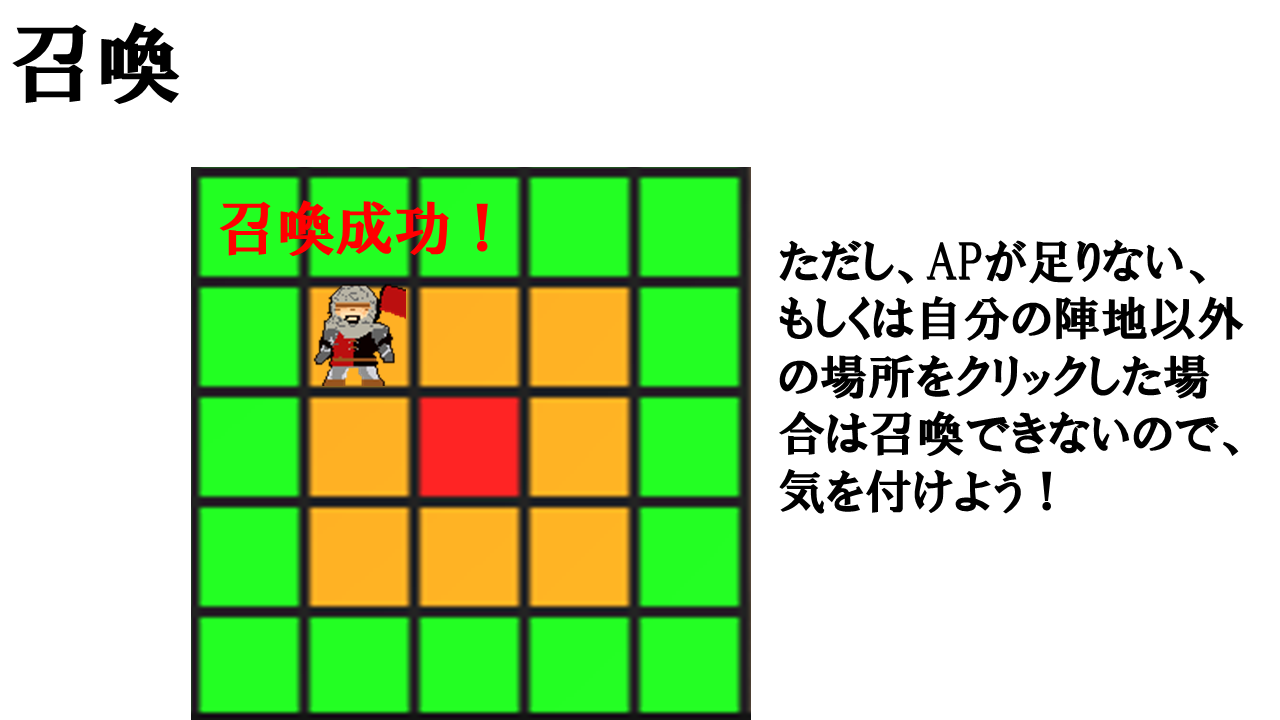 召喚
召喚成功！
ただし、APが足りない、
もしくは自分の陣地以外
の場所をクリックした場
合は召喚できないので、
気を付けよう！